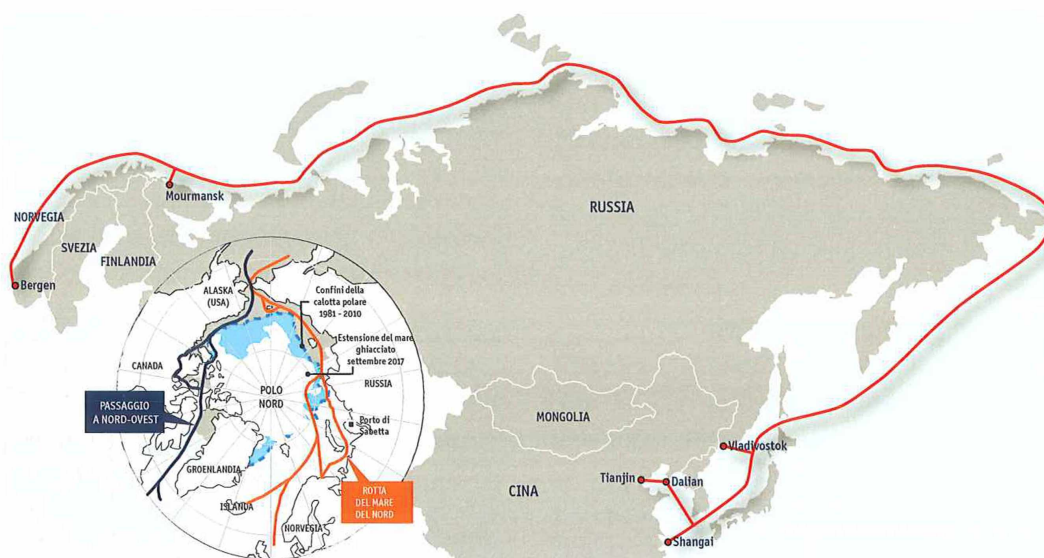 Mourmansk
NORVEGIA
SVEZIA
FINLANDIA
Bergen
RUSSIA
MONGOLIA
CINA
Vladivostok
Tianjin
Dalian
Shangai
ALASKA
(USA)
Confini della
calotta polare
1981 - 2010
Estensione del mare
ghiacciato
settembre 2017
CANADA
RUSSIA
POLO
NORD
PASSAGGIO
A NORD-OVEST
Porto di
Sabetta
GROENLANDIA
ISLANDA
NORVEGIA
ROTTA
DEL MARE
DEL NORD